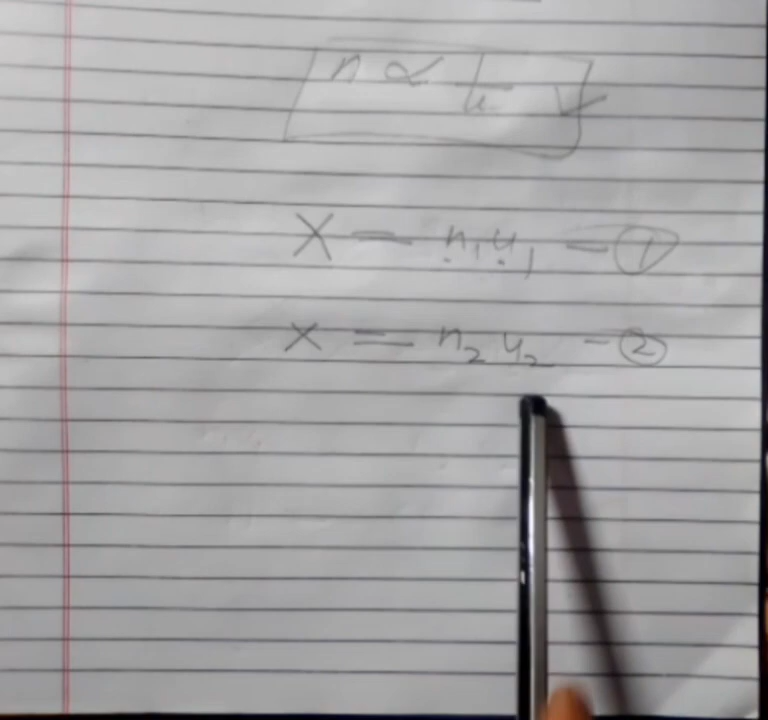 n ∝ 1/u ✓
X = n₁u₁ - ①
X = n₂u₂ - ②